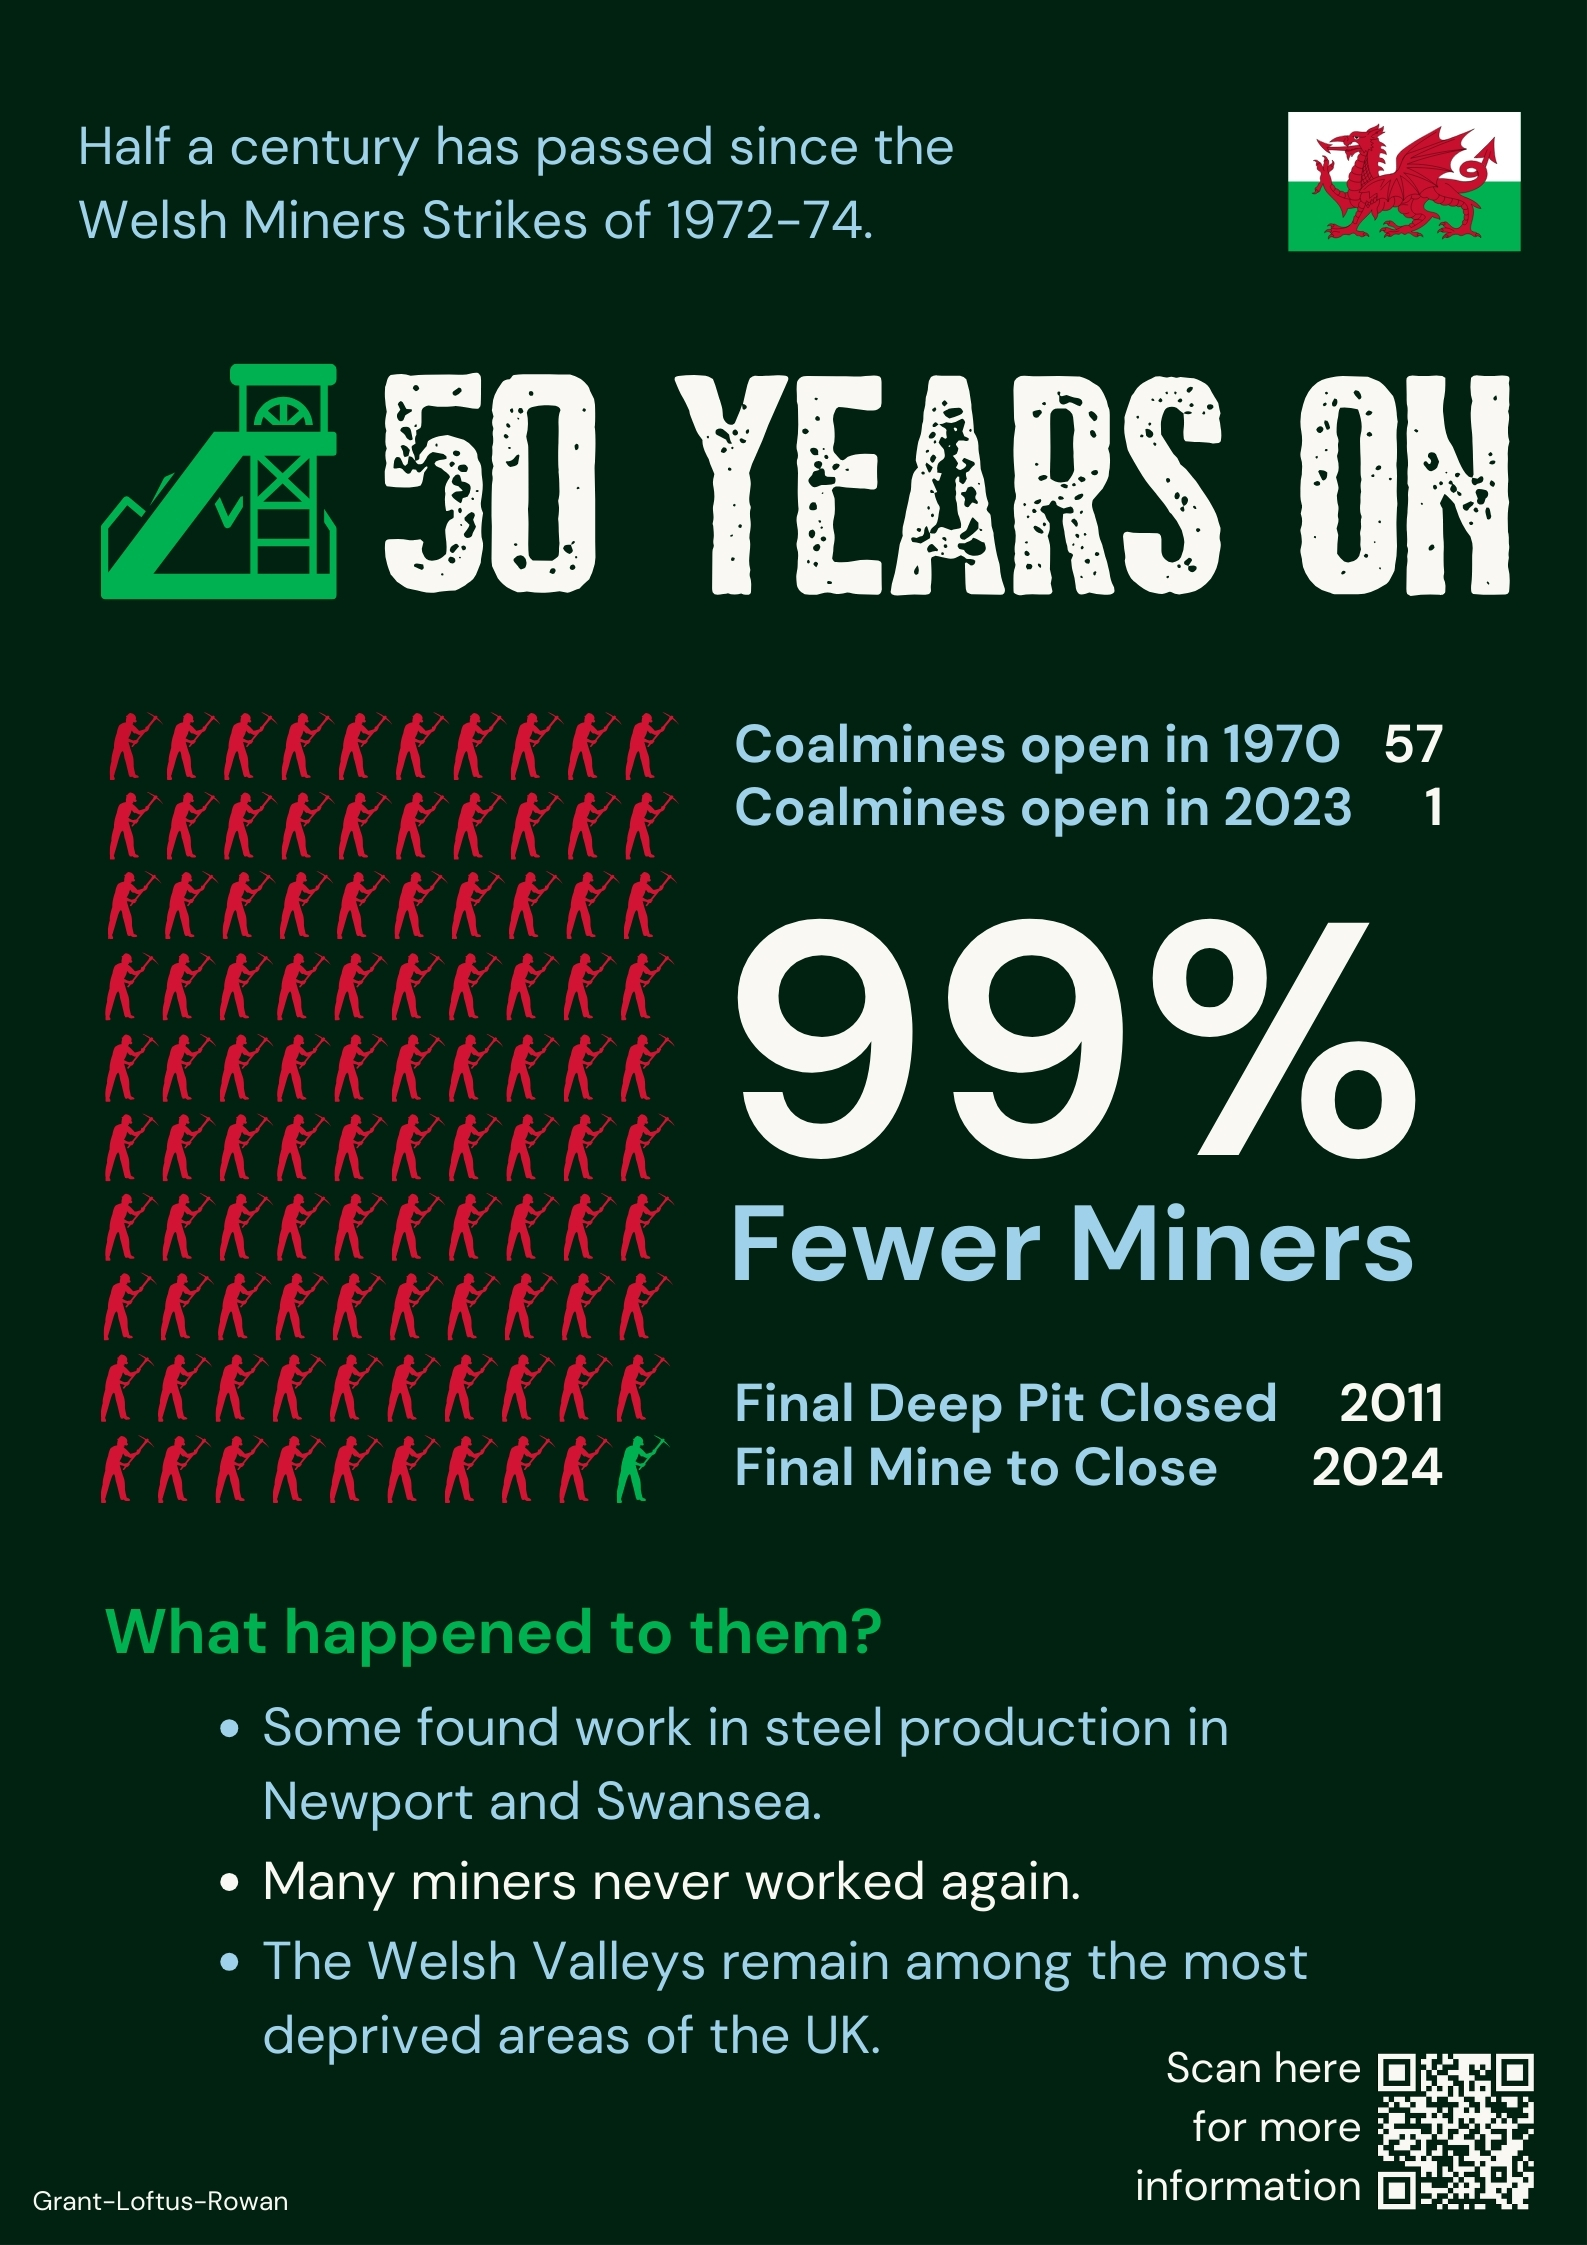 Half a century has passed since the
Welsh Miners Strikes of 1972-74.
50 YEARS ON
Coalmines open in 1970 57
Coalmines open in 2023 1
99%
Fewer Miners
Final Deep Pit Closed 2011
Final Mine to Close 2024
What happened to them?
• Some found work in steel production in
Newport and Swansea.
• Many miners never worked again.
• The Welsh Valleys remain among the most
deprived areas of the UK.
Scan here
for more
information
Grant-Loftus-Rowan